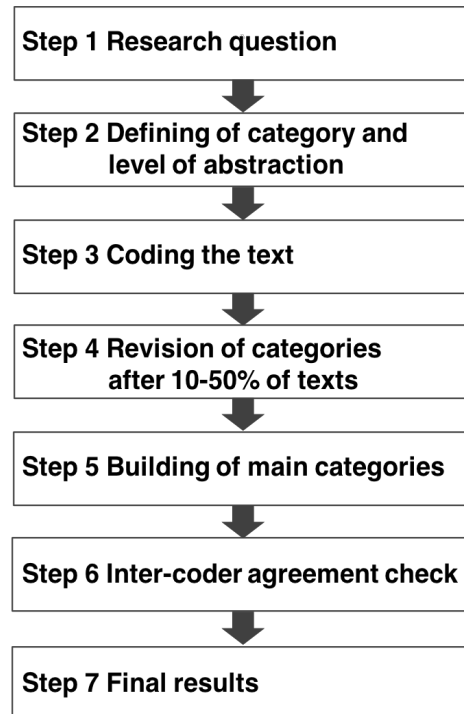 Step 1 Research question
Step 2 Defining of category and
level of abstraction
Step 3 Coding the text
Step 4 Revision of categories
after 10-50% of texts
Step 5 Building of main categories
Step 6 Inter-coder agreement check
Step 7 Final results